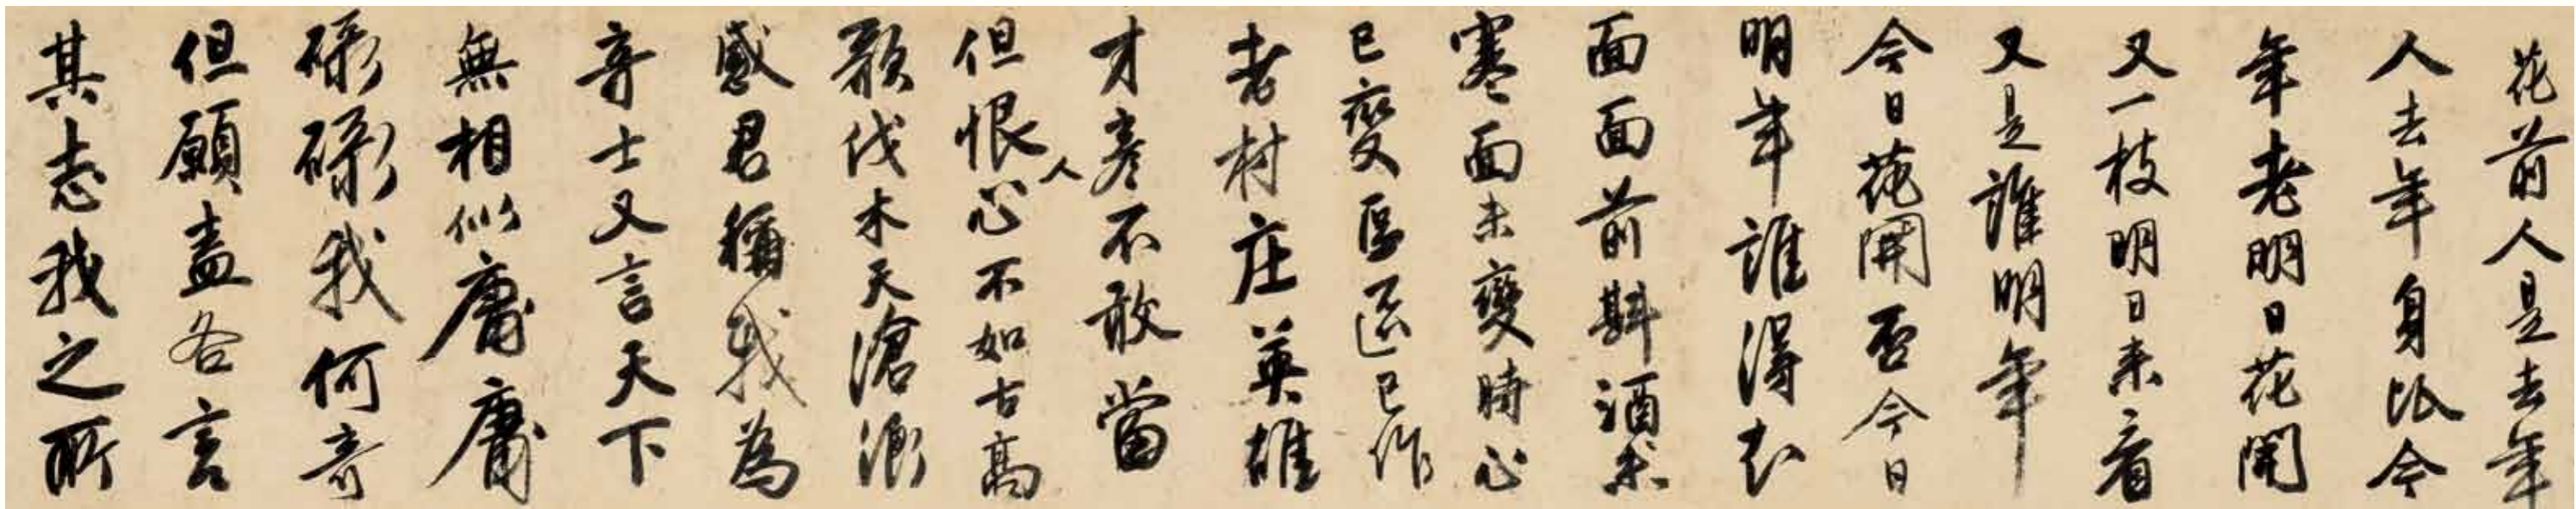 花前人是去年
人去年身比今
年老明日花開
又一枝明日來看
又是誰明年
今日花開否今日
明年誰得知
面面前斟酒未
寒面未變時心
已變區區已作
老村庄英雄
才彥不敢當
但恨人心不如古高
歌伐木天滄浪
感君稱我為
奇士又言天下
無相似庸庸
碌碌我何奇
但願盍各言
其志我之所